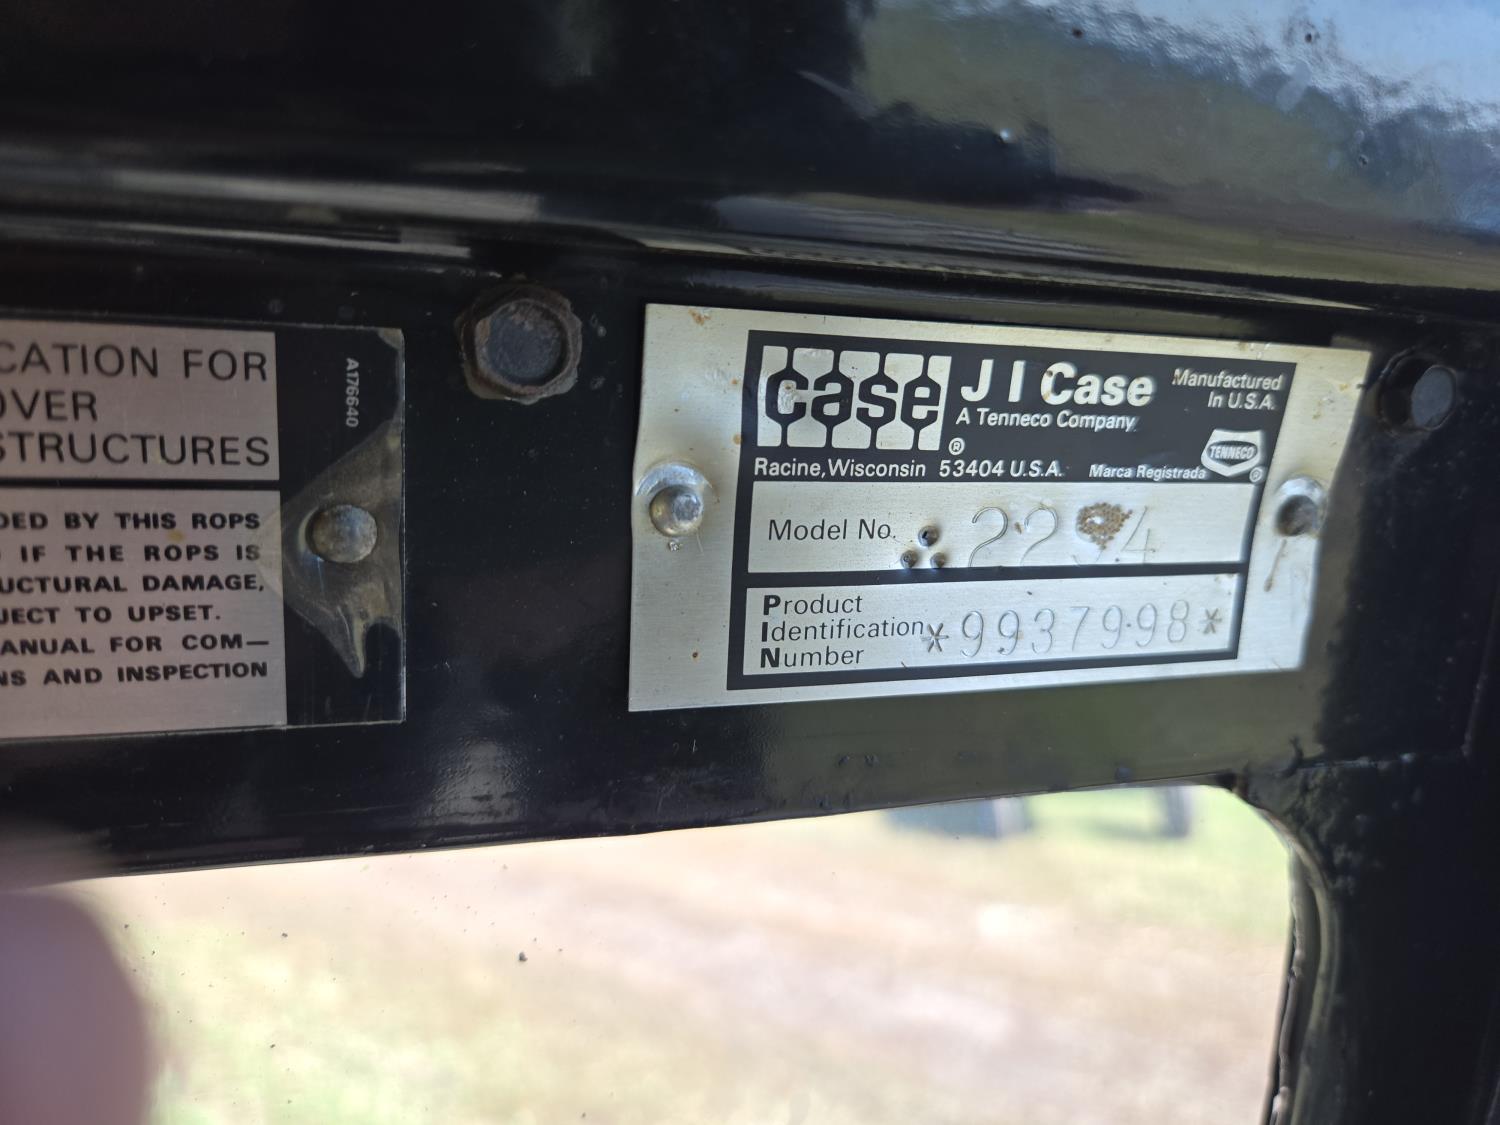 CATION FOR
OVER
STRUCTURES
A176640
DED BY THIS ROPS
IF THE ROPS IS
UCTURAL DAMAGE,
JECT TO UPSET.
ANUAL FOR COM—
NS AND INSPECTION
case
®
J I Case
A Tenneco Company
Manufactured
In U.S.A.
TENNECO
®
Racine, Wisconsin 53404 U.S.A.
Marca Registrada
Model No. 2294
Product
Identification
Number
*9937998*